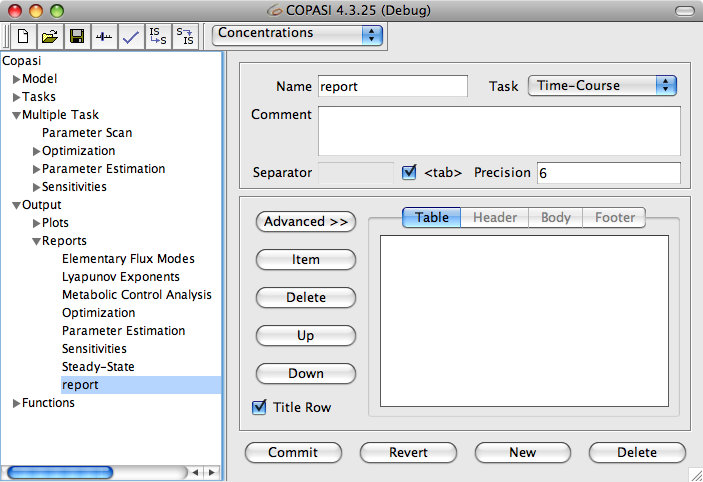 COPASI 4.3.25 (Debug)
IS S
S IS
Concentrations
Copasi
Model
Tasks
Multiple Task
Parameter Scan
Optimization
Parameter Estimation
Sensitivities
Output
Plots
Reports
Elementary Flux Modes
Lyapunov Exponents
Metabolic Control Analysis
Optimization
Parameter Estimation
Sensitivities
Steady-State
report
Functions
Name report Task Time-Course
Comment
Separator <tab> Precision 6
Advanced >> Table Header Body Footer
Item
Delete
Up
Down
Title Row
Commit Revert New Delete